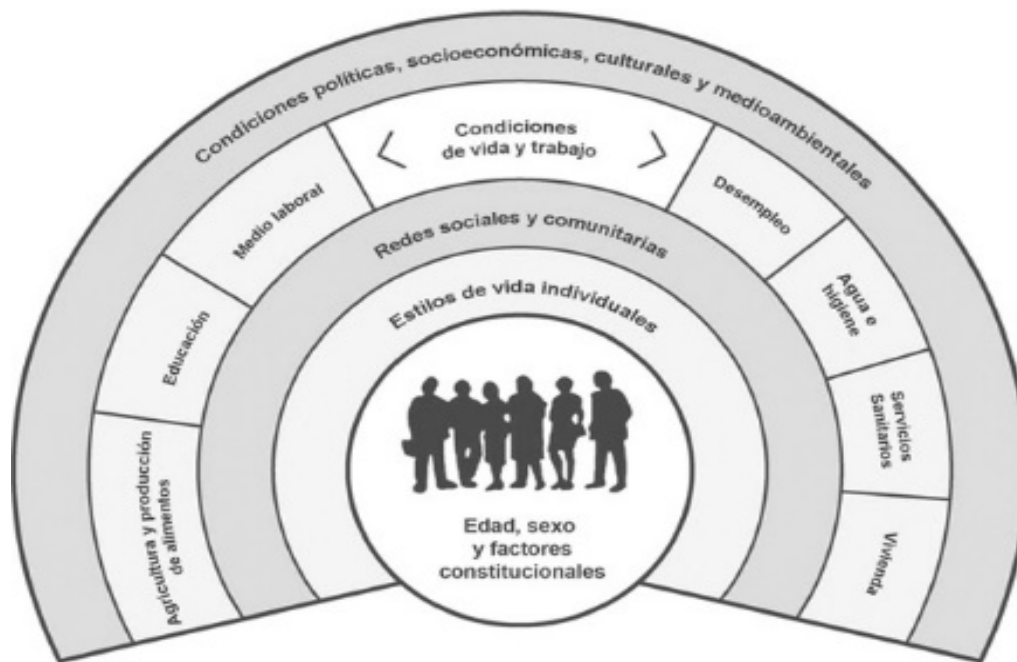 Condiciones políticas, socioeconómicas, culturales y medioambientales
Condiciones
de vida y trabajo
Agricultura y producción
de alimentos
Educación
Medio laboral
Desempleo
Agua e
higiene
Servicios
Sanitarios
Vivienda
Redes sociales y comunitarias
Estilos de vida individuales
Edad, sexo
y factores
constitucionales